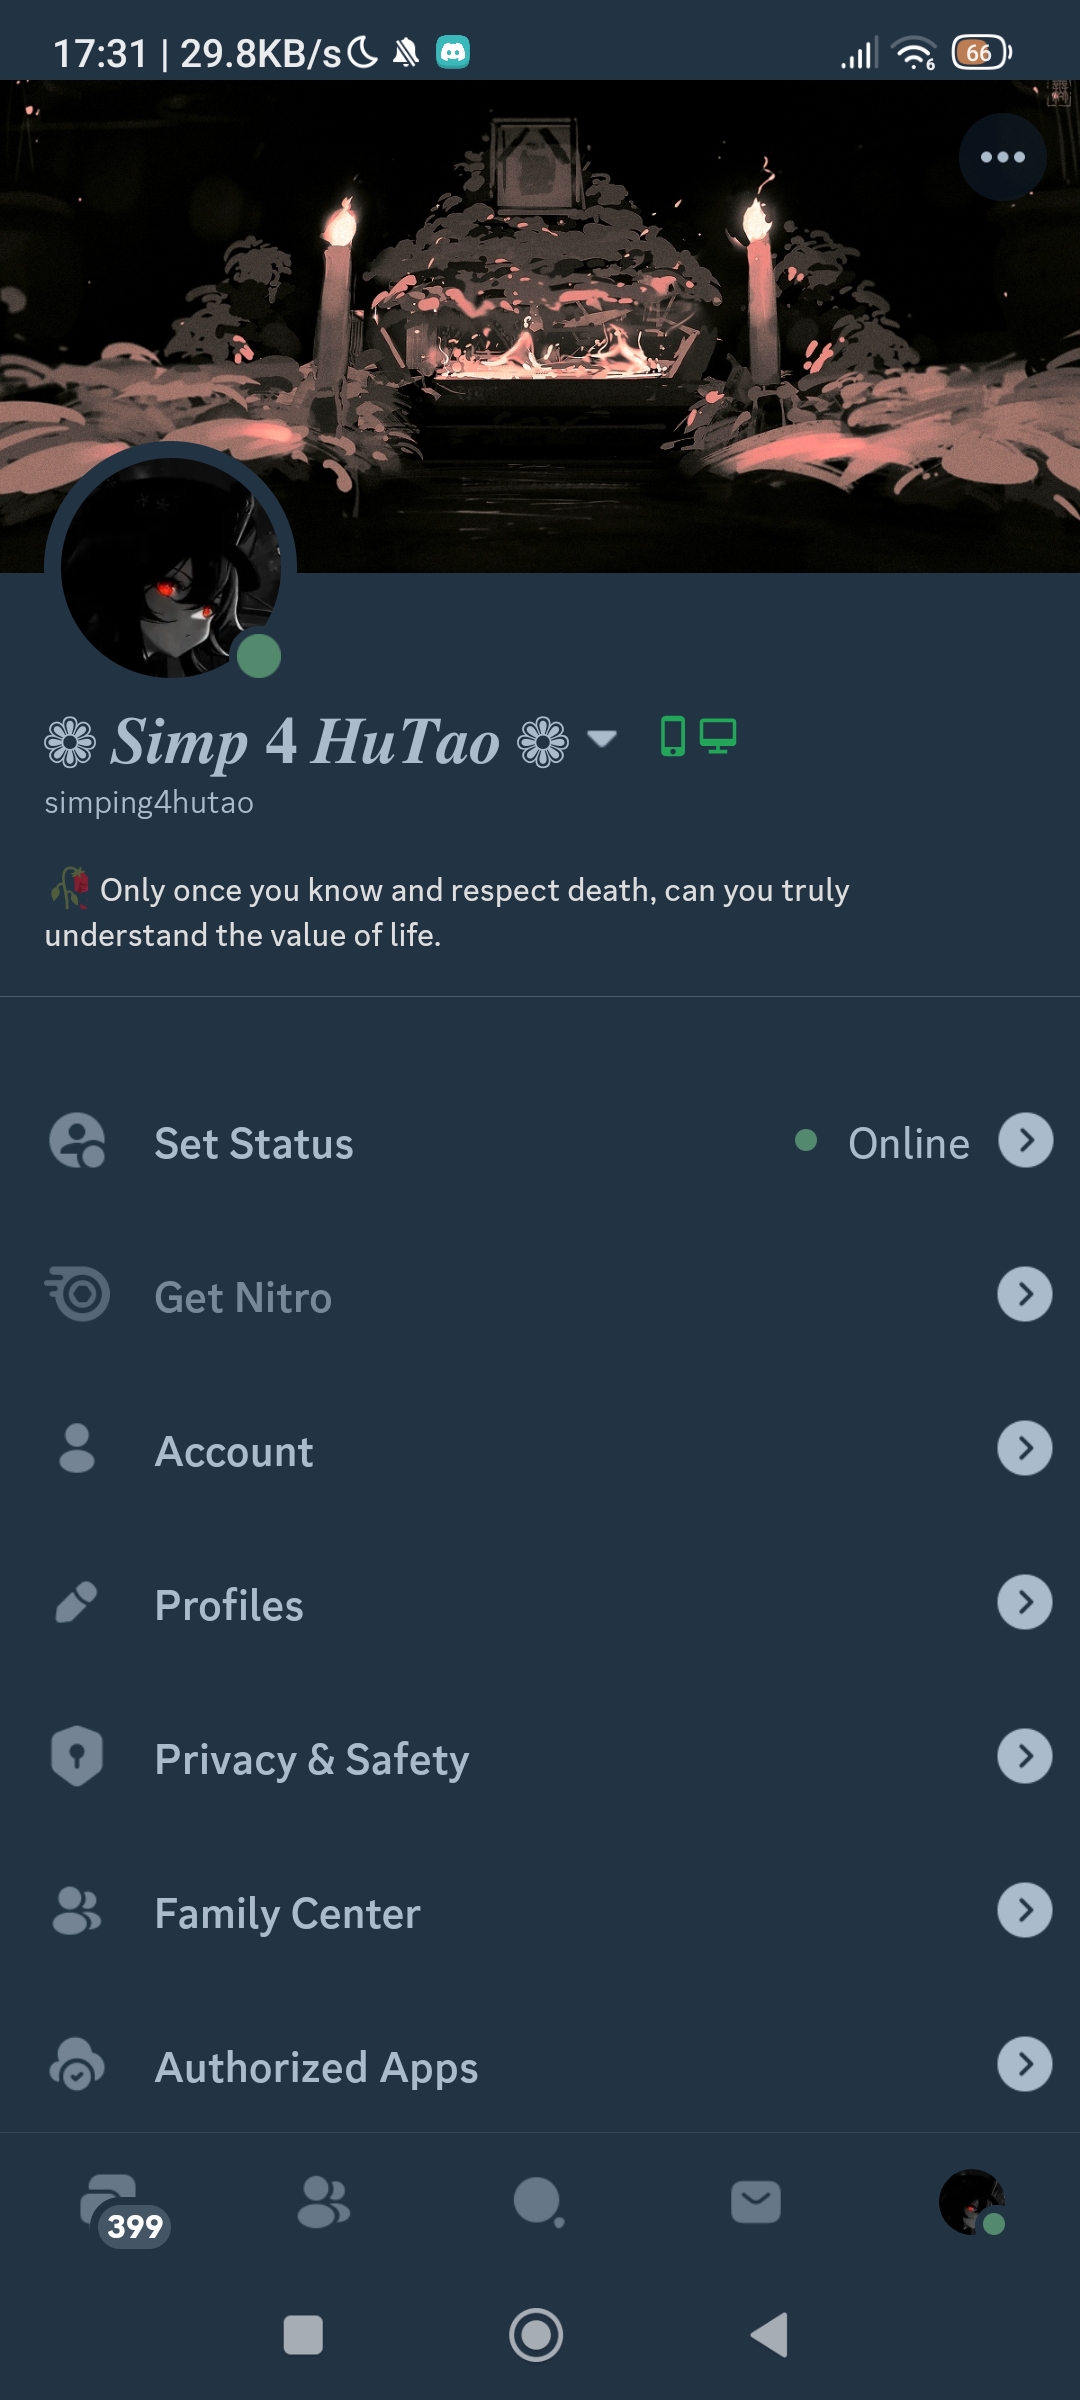 17:31 | 29.8KB/s
6
66
❁ 𝑺𝒊𝒎𝒑 𝟒 𝑯𝒖𝑻𝒂𝒐 ❁
simping4hutao
🥀 Only once you know and respect death, can you truly
understand the value of life.
Set Status
Online
Get Nitro
Account
Profiles
Privacy & Safety
Family Center
Authorized Apps
399